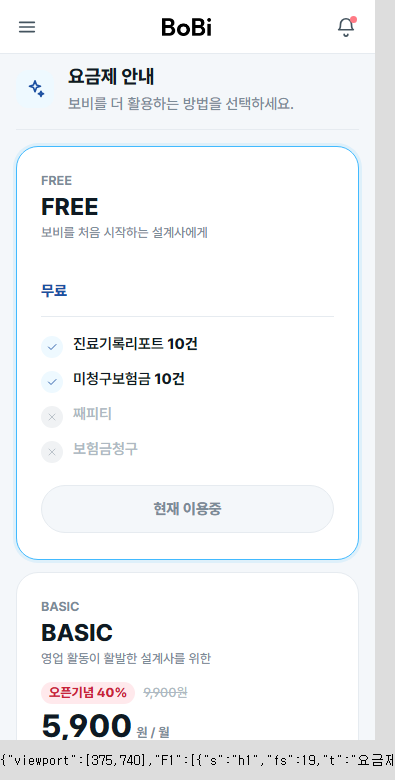 BoBi
요금제 안내
보비를 더 활용하는 방법을 선택하세요.
FREE
FREE
보비를 처음 시작하는 설계사에게
무료
진료기록리포트 10건
미청구보험금 10건
째피티
보험금청구
현재 이용중
BASIC
BASIC
영업 활동이 활발한 설계사를 위한
오픈기념 40% 9,900원
5,900 원 / 월
{"viewport":[375,740],"F1":[{"s":"h1","fs":19,"t":"요금제